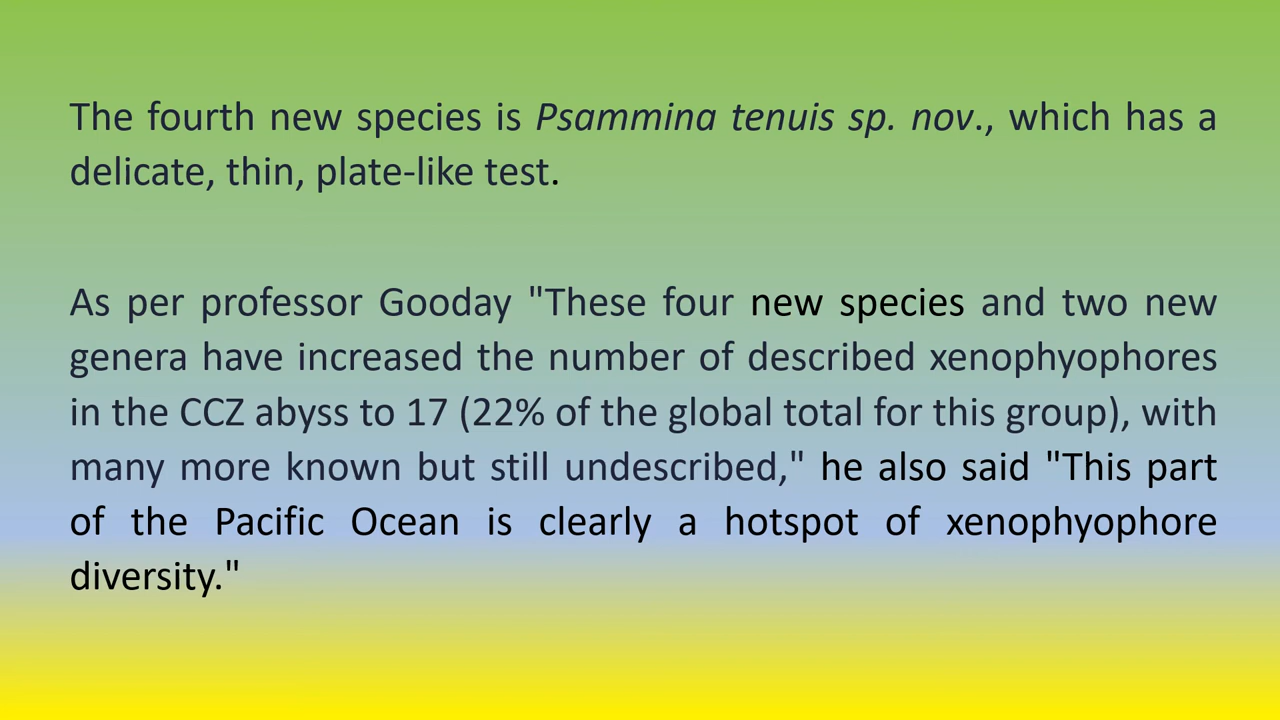 The fourth new species is Psammina tenuis sp. nov., which has a
delicate, thin, plate-like test.
As per professor Gooday "These four new species and two new
genera have increased the number of described xenophyophores
in the CCZ abyss to 17 (22% of the global total for this group), with
many more known but still undescribed," he also said "This part
of the Pacific Ocean is clearly a hotspot of xenophyophore
diversity."